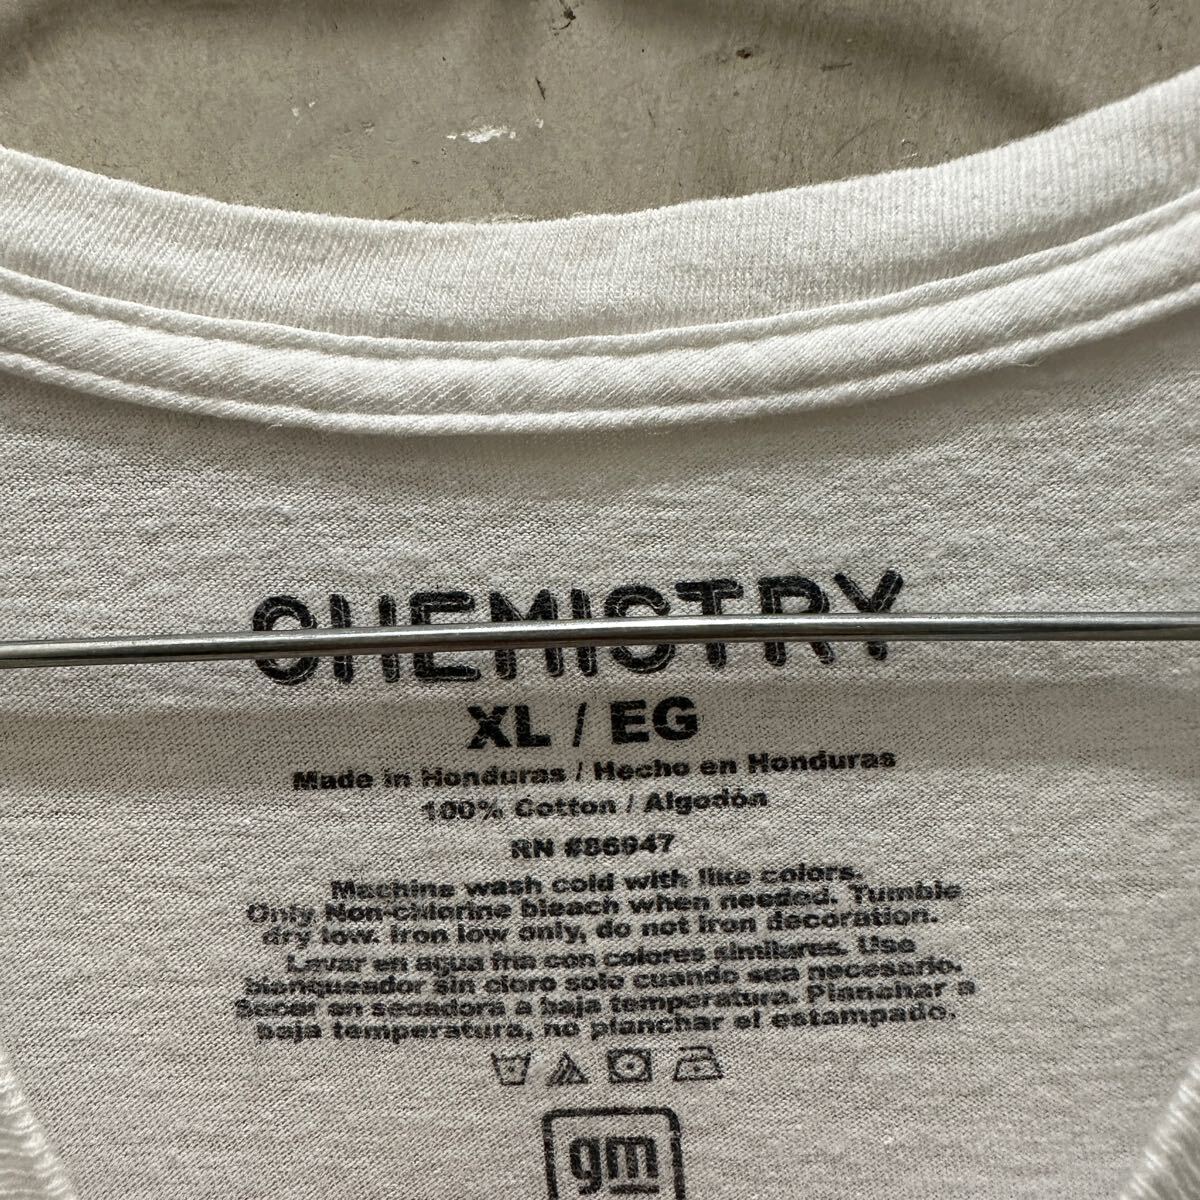 CHEMISTRY
XL / EG
Made in Honduras / Hecho en Honduras
100% Cotton / Algodón
RN #86947
Machine wash cold with like colors.
Only Non-chlorine bleach when needed. Tumble
dry low. Iron low only, do not iron decoration.
Lavar en agua fria con colores similares. Use
blanqueador sin cloro solo cuando sea necesario.
Secar en secadora a baja temperatura. Planchar a
baja temperatura, no planchar el estampado.
gm